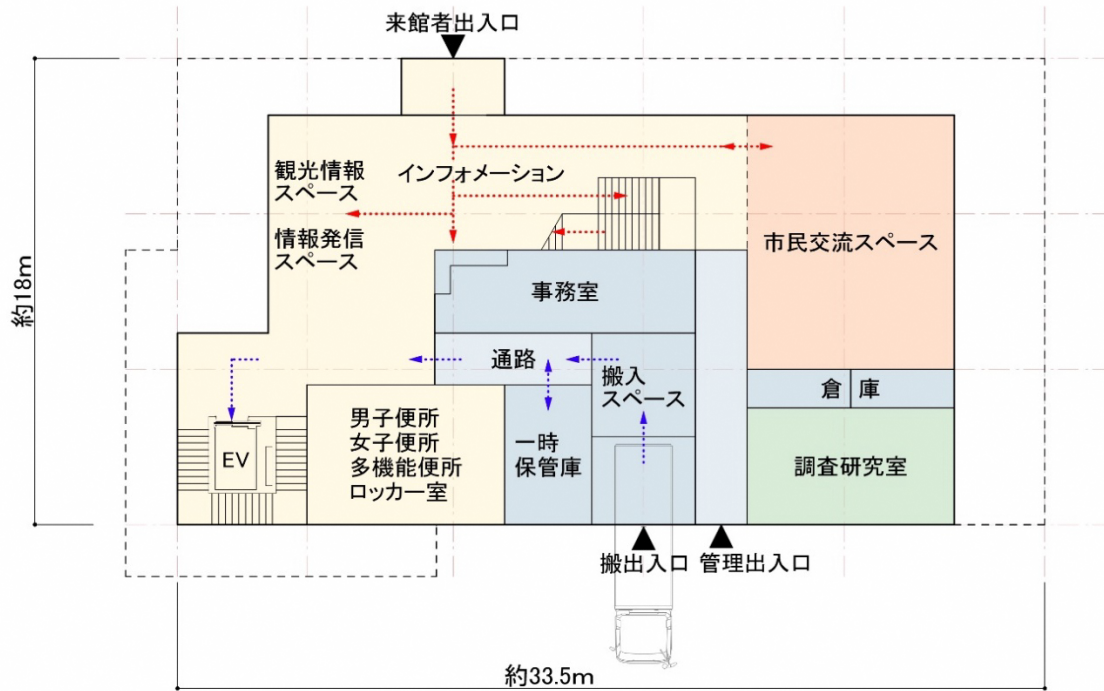 来館者出入口
約18m
観光情報
スペース
インフォメーション
情報発信
スペース
市民交流スペース
事務室
通路
搬入
スペース
倉庫
男子便所
女子便所
多機能便所
ロッカー室
一時
保管庫
EV
調査研究室
搬出入口
管理出入口
約33.5m